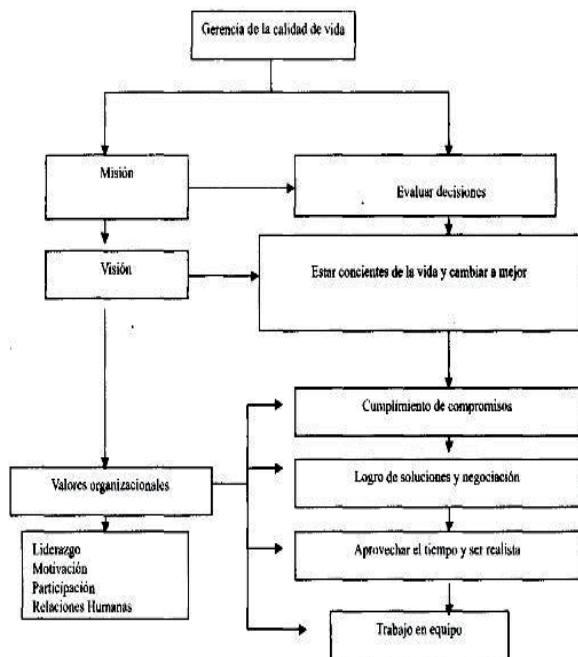 Gerencia de la calidad de vida
Misión
Evaluar decisiones
Visión
Estar concientes de la vida y cambiar a mejor
Cumplimiento de compromisos
Valores organizacionales
Logro de soluciones y negociación
Liderazgo
Motivación
Participación
Relaciones Humanas
Aprovechar el tiempo y ser realista
Trabajo en equipo